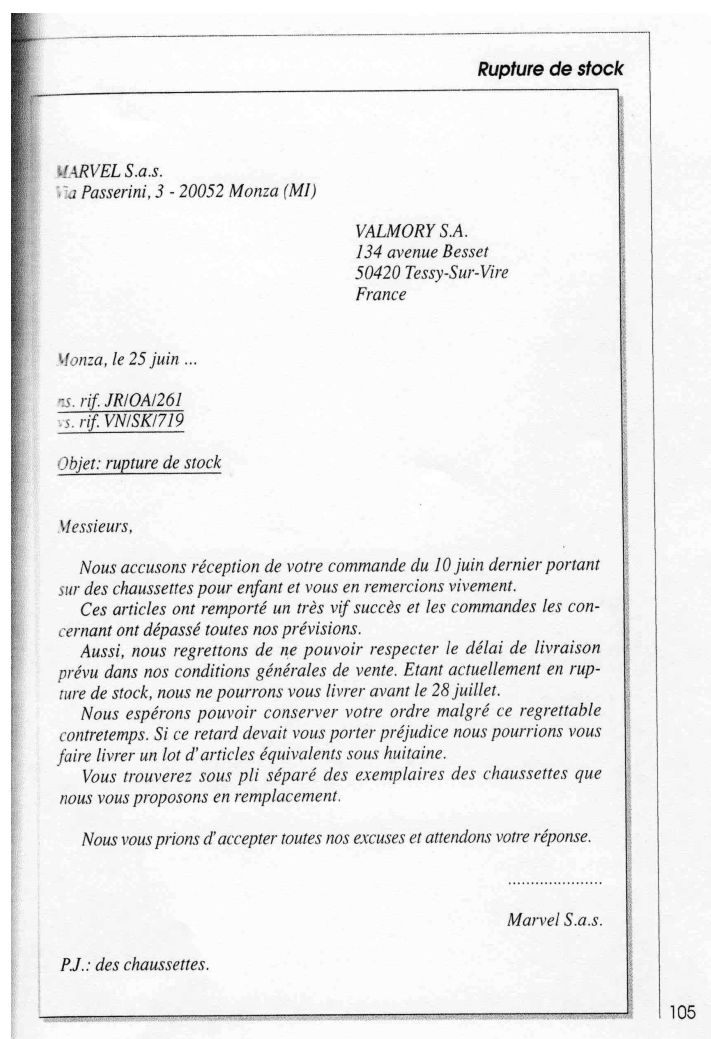 Rupture de stock
MARVEL S.a.s.
Via Passerini, 3 - 20052 Monza (MI)
VALMORY S.A.
134 avenue Besset
50420 Tessy-Sur-Vire
France
Monza, le 25 juin ...
ns. rif. JR/OA/261
vs. rif. VN/SK/719
Objet: rupture de stock
Messieurs,
Nous accusons réception de votre commande du 10 juin dernier portant
sur des chaussettes pour enfant et vous en remercions vivement.
Ces articles ont remporté un très vif succès et les commandes les con-
cernant ont dépassé toutes nos prévisions.
Aussi, nous regrettons de ne pouvoir respecter le délai de livraison
prévu dans nos conditions générales de vente. Etant actuellement en rup-
ture de stock, nous ne pourrons vous livrer avant le 28 juillet.
Nous espérons pouvoir conserver votre ordre malgré ce regrettable
contretemps. Si ce retard devait vous porter préjudice nous pourrions vous
faire livrer un lot d'articles équivalents sous huitaine.
Vous trouverez sous pli séparé des exemplaires des chaussettes que
nous vous proposons en remplacement.
Nous vous prions d'accepter toutes nos excuses et attendons votre réponse.
.....................
Marvel S.a.s.
P.J.: des chaussettes.
105